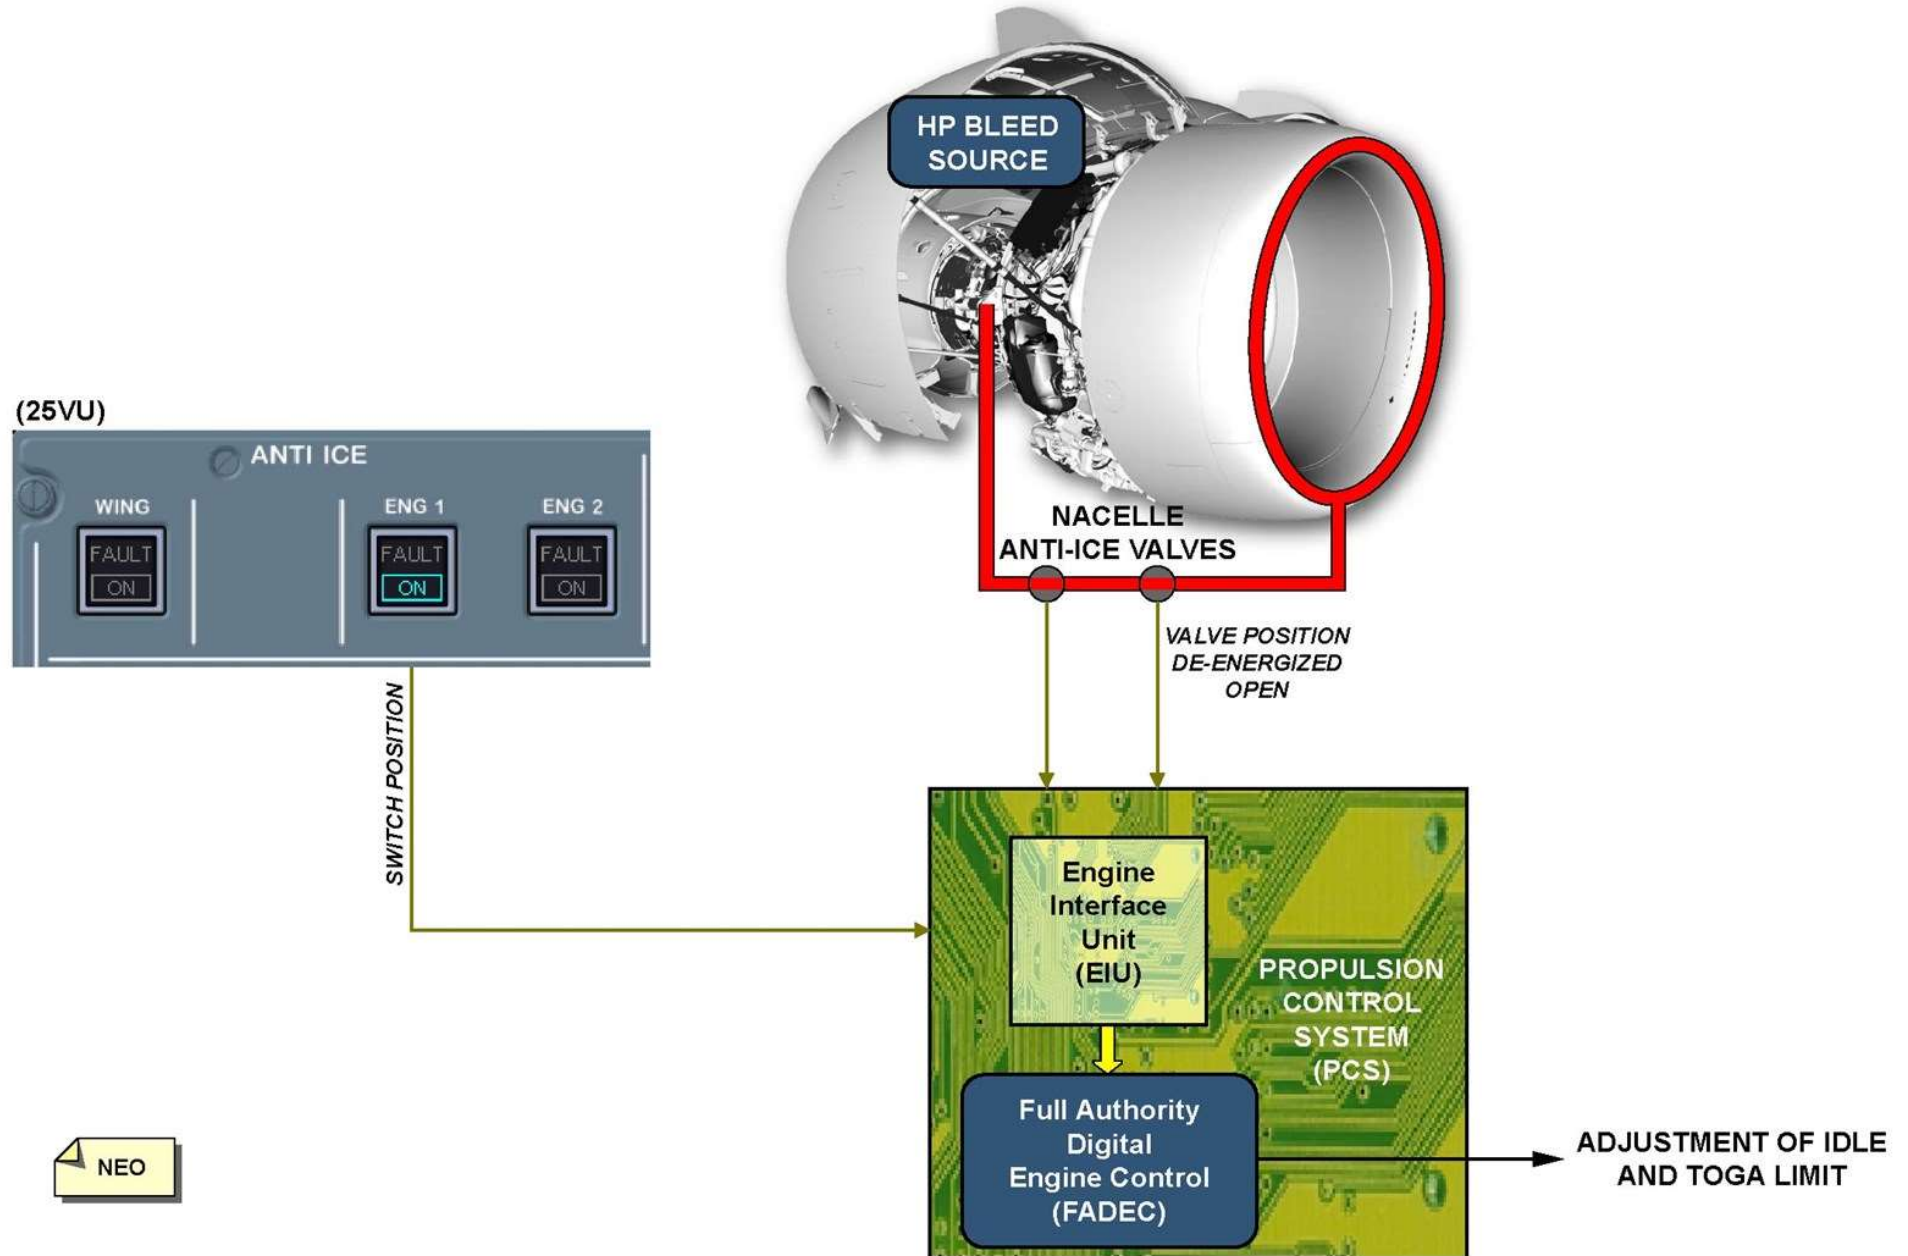 HP BLEED
SOURCE
(25VU)
ANTI ICE
WING
ENG 1
ENG 2
FAULT
ON
FAULT
ON
FAULT
ON
NACELLE
ANTI-ICE VALVES
VALVE POSITION
DE-ENERGIZED
OPEN
SWITCH POSITION
Engine
Interface
Unit
(EIU)
PROPULSION
CONTROL
SYSTEM
(PCS)
Full Authority
Digital
Engine Control
(FADEC)
ADJUSTMENT OF IDLE
AND TOGA LIMIT
NEO